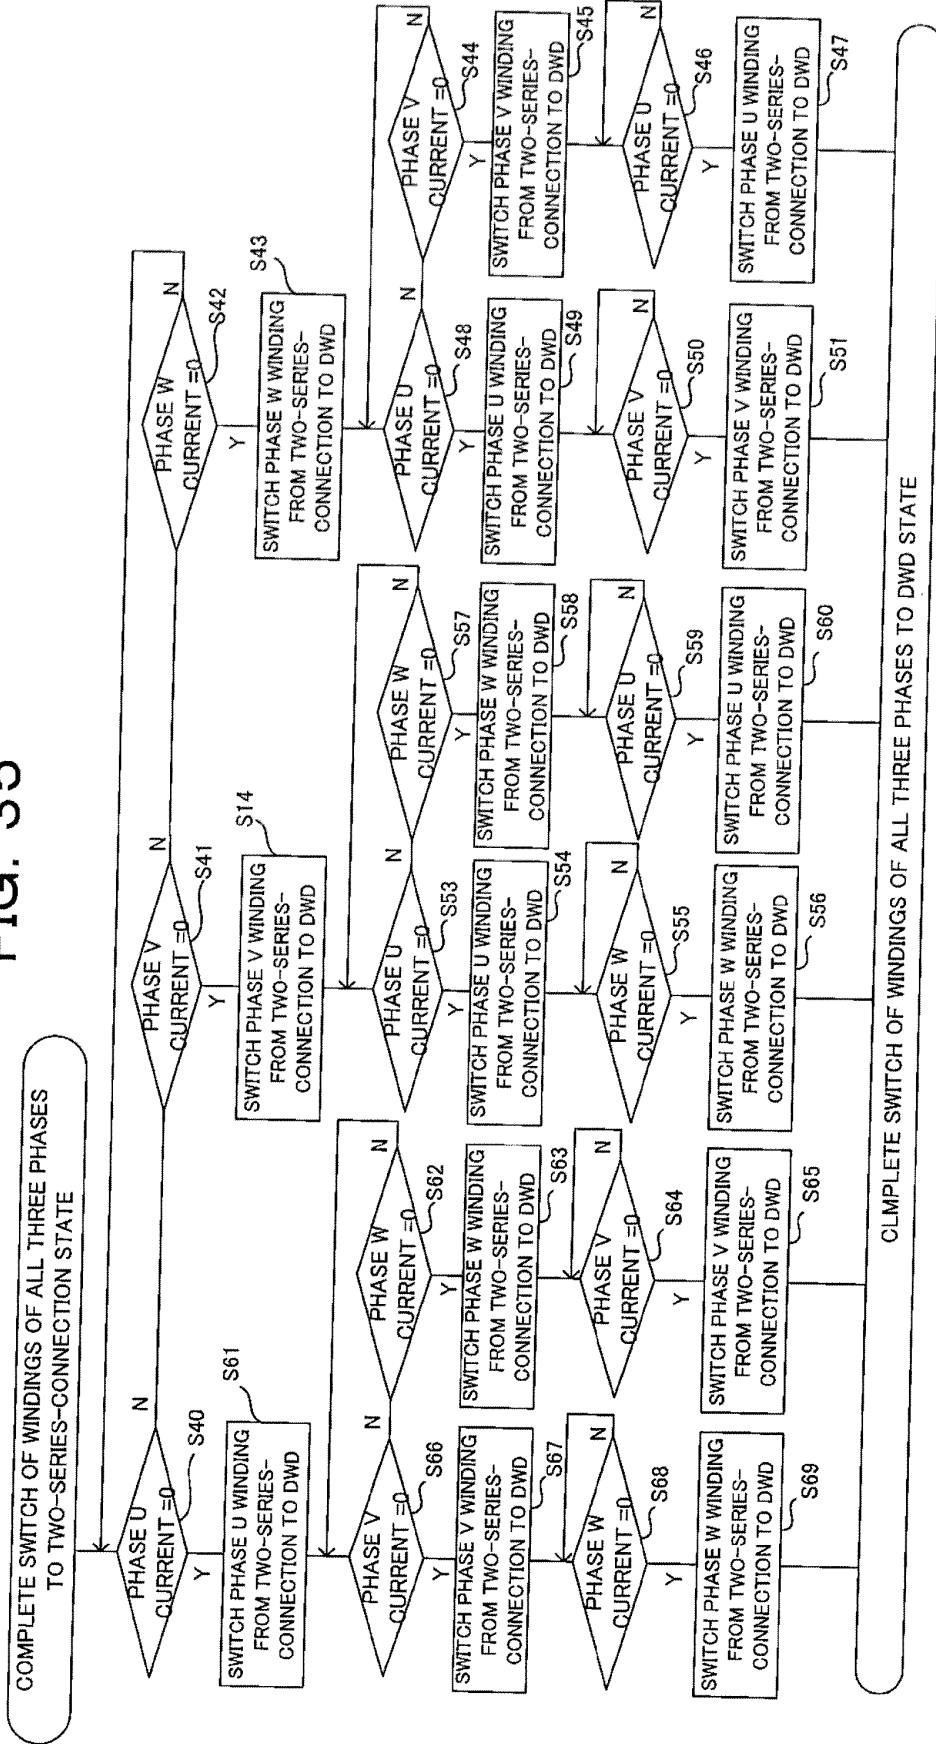 FIG. 35
COMPLETE SWITCH OF WINDINGS OF ALL THREE PHASES
TO TWO-SERIES-CONNECTION STATE
PHASE U
CURRENT =0
S40
N
Y
PHASE V
CURRENT =0
S41
N
Y
PHASE W
CURRENT =0
S42
N
Y
SWITCH PHASE U WINDING
FROM TWO-SERIES-
CONNECTION TO DWD
S61
SWITCH PHASE V WINDING
FROM TWO-SERIES-
CONNECTION TO DWD
S14
SWITCH PHASE W WINDING
FROM TWO-SERIES-
CONNECTION TO DWD
S43
PHASE V
CURRENT =0
S66
N
Y
PHASE W
CURRENT =0
S62
N
Y
PHASE U
CURRENT =0
S53
N
Y
PHASE W
CURRENT =0
S57
N
Y
PHASE U
CURRENT =0
S48
N
Y
PHASE V
CURRENT =0
S44
N
Y
SWITCH PHASE V WINDING
FROM TWO-SERIES-
CONNECTION TO DWD
S67
SWITCH PHASE W WINDING
FROM TWO-SERIES-
CONNECTION TO DWD
S63
SWITCH PHASE U WINDING
FROM TWO-SERIES-
CONNECTION TO DWD
S54
SWITCH PHASE W WINDING
FROM TWO-SERIES-
CONNECTION TO DWD
S58
SWITCH PHASE U WINDING
FROM TWO-SERIES-
CONNECTION TO DWD
S49
SWITCH PHASE V WINDING
FROM TWO-SERIES-
CONNECTION TO DWD
S45
PHASE W
CURRENT =0
S68
N
Y
PHASE V
CURRENT =0
S64
N
Y
PHASE W
CURRENT =0
S55
N
Y
PHASE U
CURRENT =0
S59
N
Y
PHASE V
CURRENT =0
S50
N
Y
PHASE U
CURRENT =0
S46
N
Y
SWITCH PHASE W WINDING
FROM TWO-SERIES-
CONNECTION TO DWD
S69
SWITCH PHASE V WINDING
FROM TWO-SERIES-
CONNECTION TO DWD
S65
SWITCH PHASE W WINDING
FROM TWO-SERIES-
CONNECTION TO DWD
S56
SWITCH PHASE U WINDING
FROM TWO-SERIES-
CONNECTION TO DWD
S60
SWITCH PHASE V WINDING
FROM TWO-SERIES-
CONNECTION TO DWD
S51
SWITCH PHASE U WINDING
FROM TWO-SERIES-
CONNECTION TO DWD
S47
CLMPLETE SWITCH OF WINDINGS OF ALL THREE PHASES TO DWD STATE